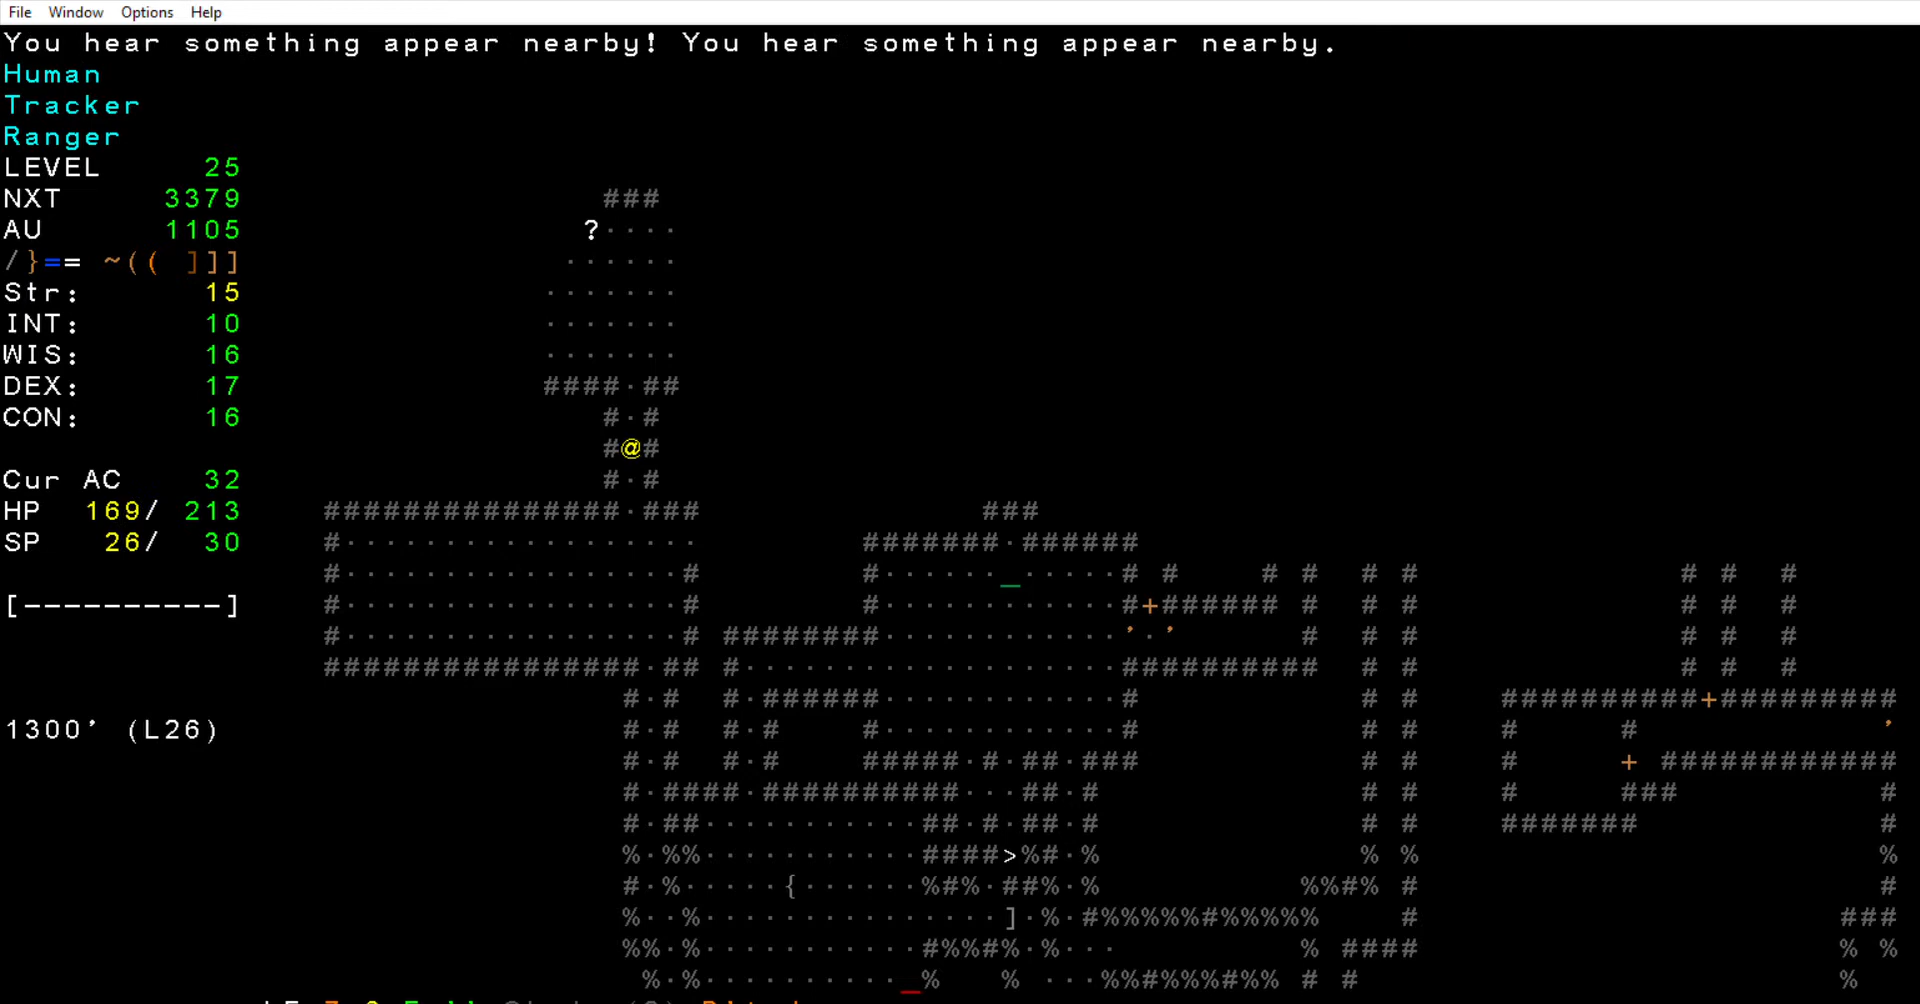 File Window Options Help
You hear something appear nearby! You hear something appear nearby.
Human
Tracker
Ranger
LEVEL 25
NXT 3379
AU 1105
/}== ~(( ]]]
Str: 15
INT: 10
WIS: 16
DEX: 17
CON: 16
Cur AC 32
HP 169/ 213
SP 26/ 30
[----------]
1300' (L26)